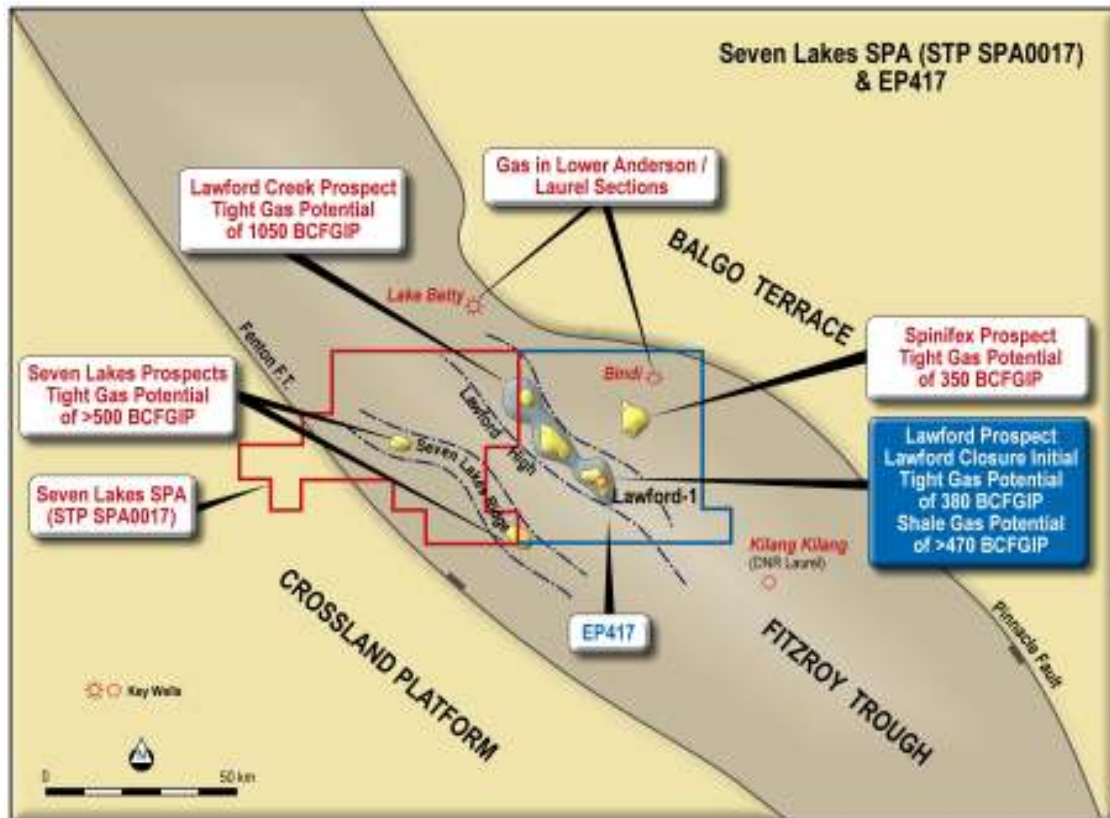 Seven Lakes SPA (STP SPA0017)
& EP417
Gas in Lower Anderson /
Laurel Sections
Lawford Creek Prospect
Tight Gas Potential
of 1050 BCFGIP
BALGO TERRACE
Lake Betty
Fenton F.T.
Spinifex Prospect
Tight Gas Potential
of 350 BCFGIP
Seven Lakes Prospects
Tight Gas Potential
of >500 BCFGIP
Bindi
Lawford High
Seven Lakes Ridge
Lawford Prospect
Lawford Closure Initial
Tight Gas Potential
of 380 BCFGIP
Shale Gas Potential
of >470 BCFGIP
Lawford-1
Seven Lakes SPA
(STP SPA0017)
Kilang Kilang
(DNR Laurel)
EP417
CROSSLAND PLATFORM
FITZROY TROUGH
Pinnacle Fault
Key Wells
0 50 km